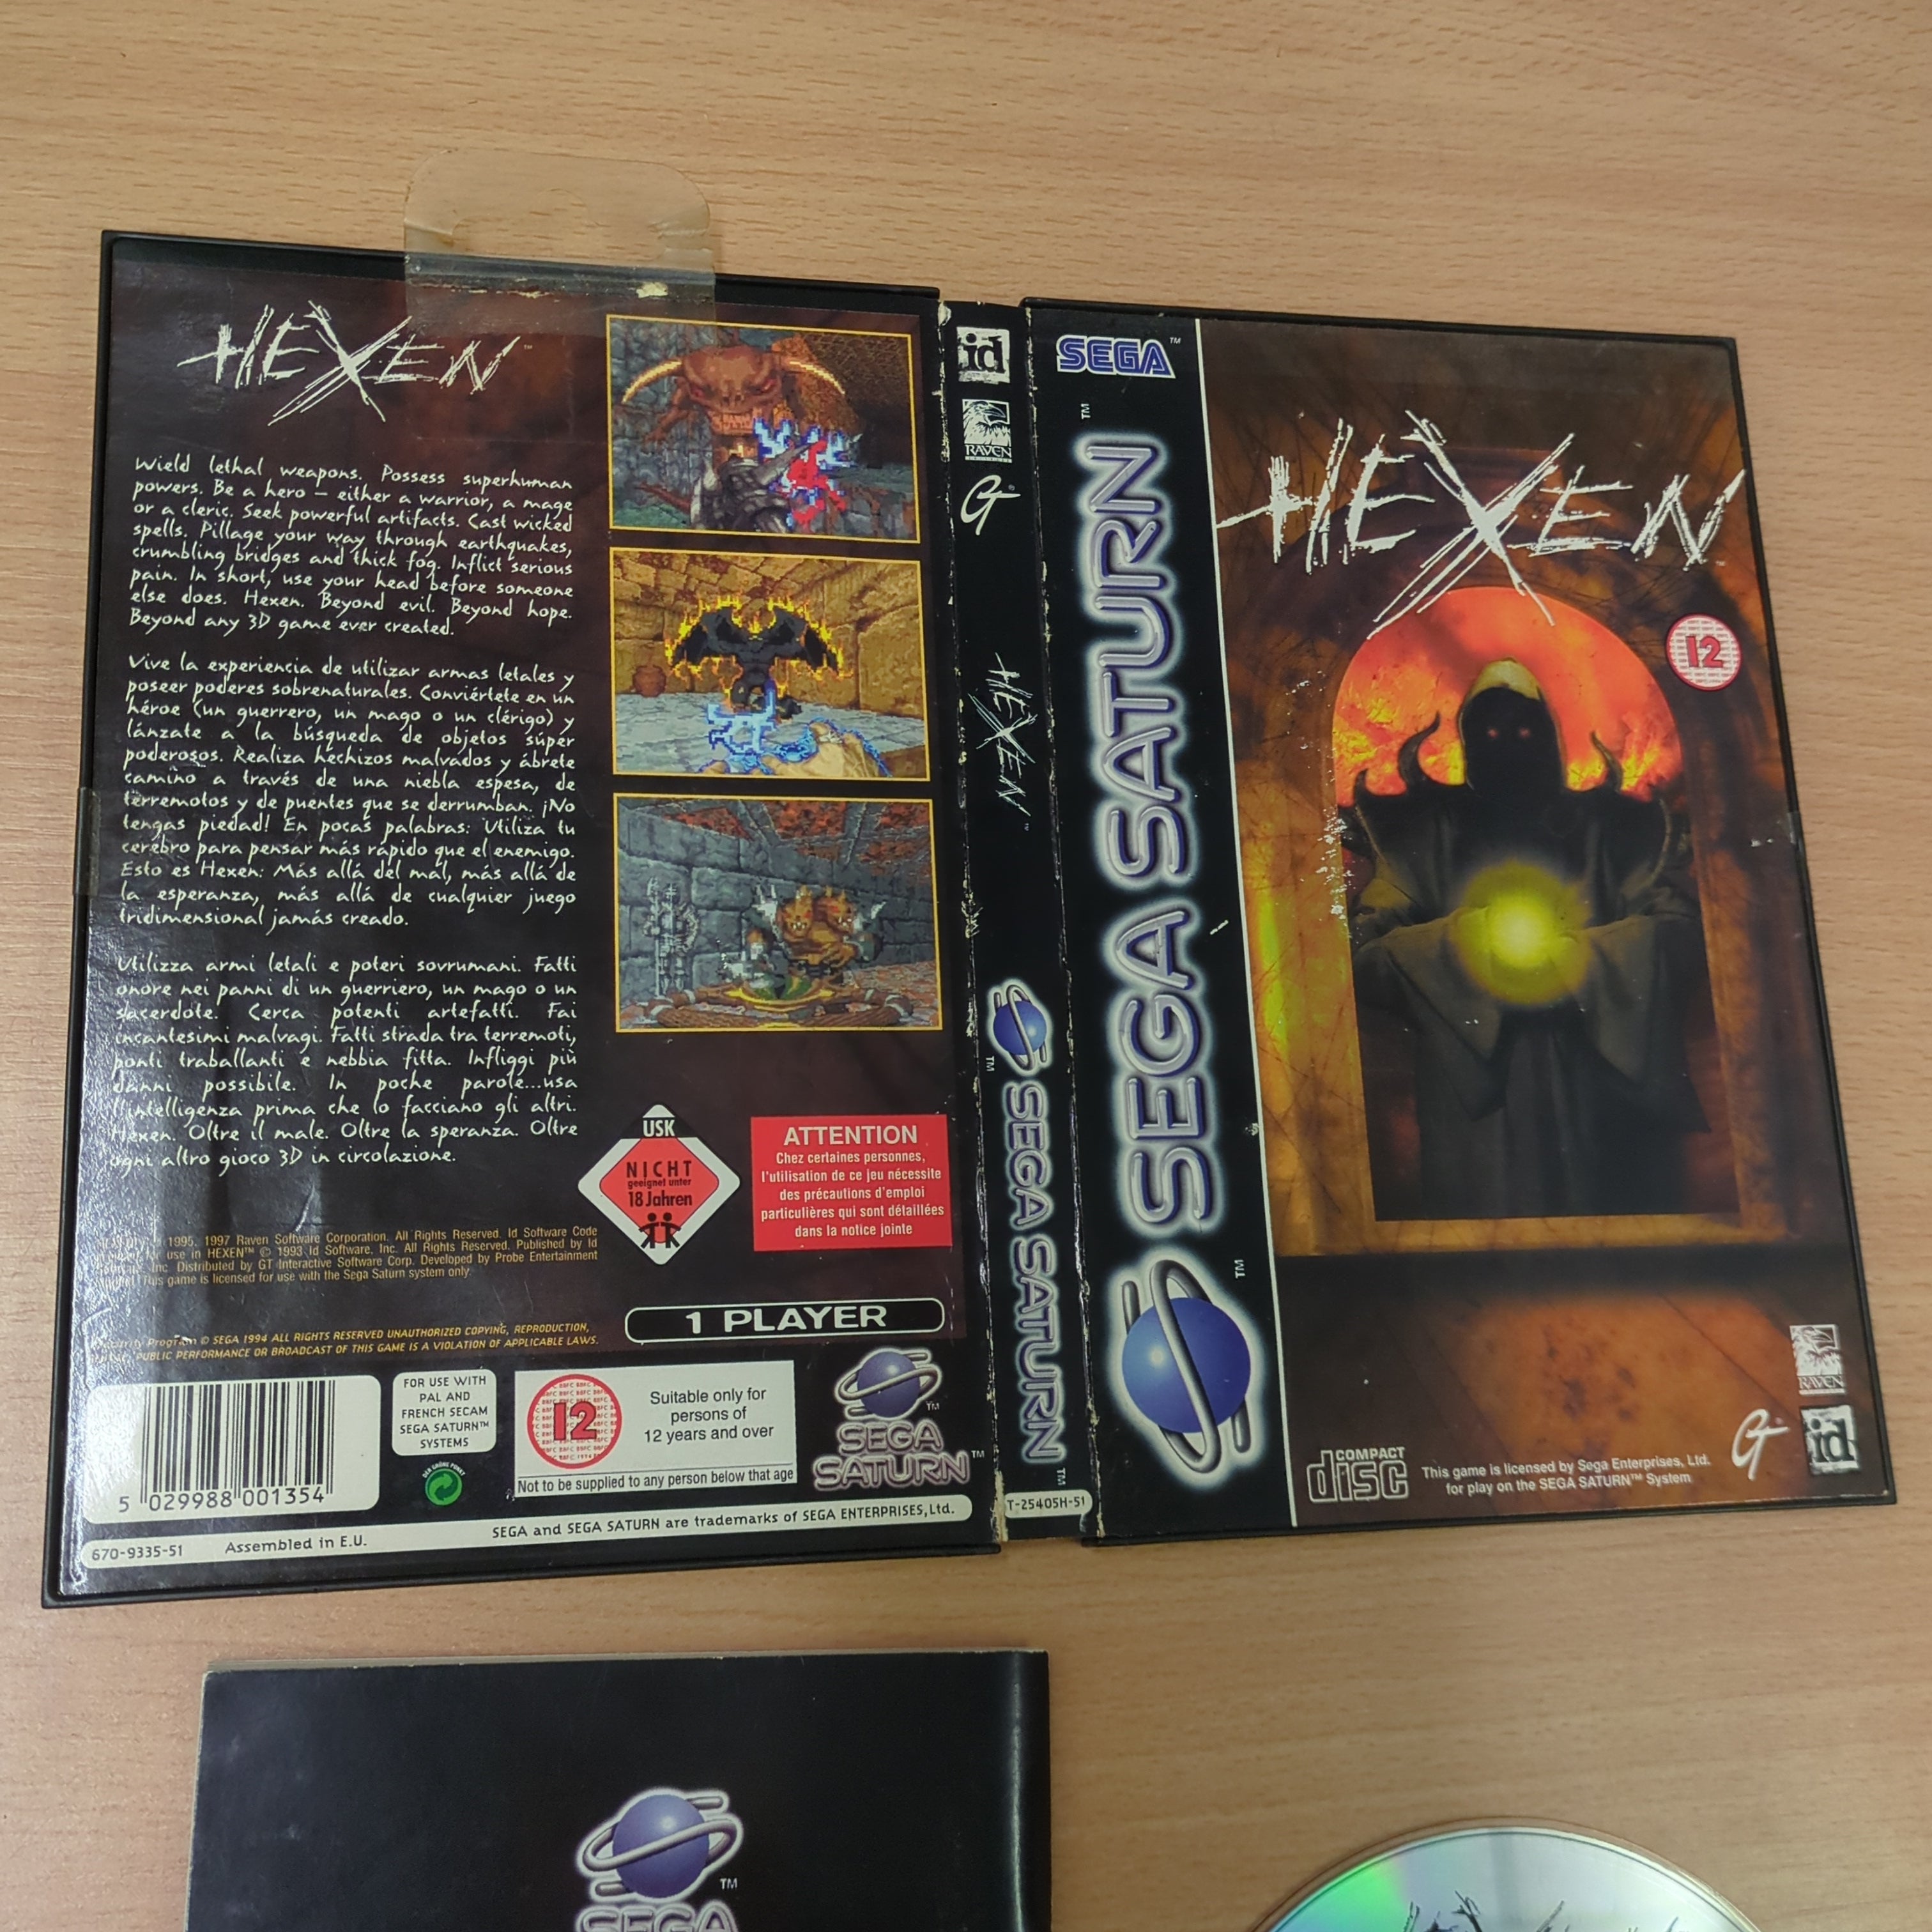 HEXEN™
Wield lethal weapons. Possess superhuman
powers. Be a hero – either a warrior, a mage
or a cleric. Seek powerful artifacts. Cast wicked
spells. Pillage your way through earthquakes,
crumbling bridges and thick fog. Inflict serious
pain. In short, use your head before someone
else does. Hexen. Beyond evil. Beyond hope.
Beyond any 3D game ever created.
Vive la experiencia de utilizar armas letales y
poseer poderes sobrenaturales. Conviértete en un
héroe (un guerrero, un mago o un clérigo) y
lánzate a la búsqueda de objetos súper
poderosos. Realiza hechizos malvados y ábrete
camino a través de una niebla espesa, de
terremotos y de puentes que se derrumban. ¡No
tengas piedad! En pocas palabras: Utiliza tu
cerebro para pensar más rápido que el enemigo.
Esto es Hexen: Más allá del mal, más allá de
la esperanza, más allá de cualquier juego
tridimensional jamás creado.
Utilizza armi letali e poteri sovrumani. Fatti
onore nei panni di un guerriero, un mago o un
sacerdote. Cerca potenti artefatti. Fai
incantesimi malvagi. Fatti strada tra terremoti,
ponti traballanti e nebbia fitta. Infliggi più
danni possibile. In poche parole...usa
l'intelligenza prima che lo facciano gli altri.
Hexen. Oltre il male. Oltre la speranza. Oltre
ogni altro gioco 3D in circolazione.
USK
NICHT
geeignet unter
18 Jahren
ATTENTION
Chez certaines personnes,
l'utilisation de ce jeu nécessite
des précautions d'emploi
particulières qui sont détaillées
dans la notice jointe
1995, 1997 Raven Software Corporation. All Rights Reserved. Id Software Code
for use in HEXEN™ © 1993 Id Software, Inc. All Rights Reserved. Published by Id
Inc. Distributed by GT Interactive Software Corp. Developed by Probe Entertainment
This game is licensed for use with the Sega Saturn system only.
1 PLAYER
Security Program © SEGA 1994 ALL RIGHTS RESERVED UNAUTHORIZED COPYING, REPRODUCTION,
PUBLIC PERFORMANCE OR BROADCAST OF THIS GAME IS A VIOLATION OF APPLICABLE LAWS.
5 029988 001354
FOR USE WITH
PAL AND
FRENCH SECAM
SEGA SATURN™
SYSTEMS
DER GRÜNE PUNKT
12
Suitable only for
persons of
12 years and over
Not to be supplied to any person below that age
SEGA
SATURN™
670-9335-51 Assembled in E.U. SEGA and SEGA SATURN are trademarks of SEGA ENTERPRISES, Ltd.
id
RAVEN
GT
HEXEN™
SEGA SATURN™
T-25405H-51
SEGA™
SEGA SATURN™
HEXEN™
12
COMPACT
disc
This game is licensed by Sega Enterprises, Ltd.
for play on the SEGA SATURN™ System
RAVEN
GT
id
™
SEGA